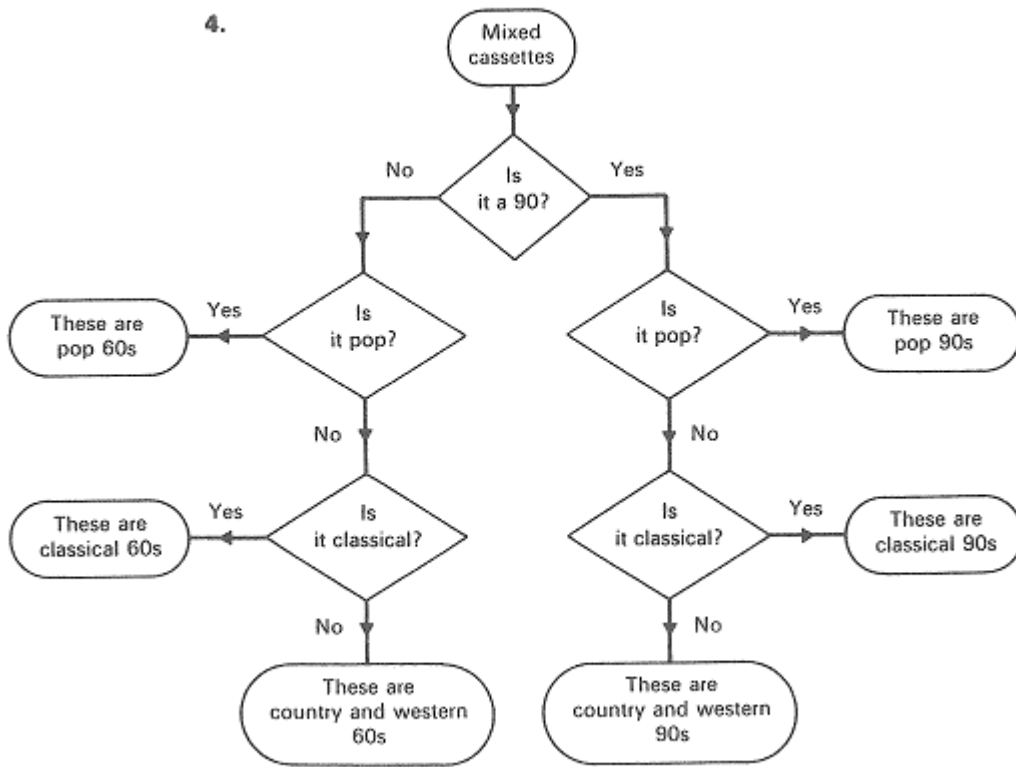 4.
Mixed
cassettes
Is
it a 90?
No
Yes
Is
it pop?
Yes
These are
pop 60s
Is
it pop?
Yes
These are
pop 90s
No
No
Is
it classical?
Yes
These are
classical 60s
Is
it classical?
Yes
These are
classical 90s
No
No
These are
country and western
60s
These are
country and western
90s